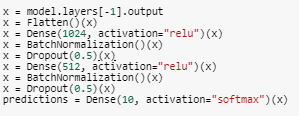 x = model.layers[-1].output
x = Flatten()(x)
x = Dense(1024, activation="relu")(x)
x = BatchNormalization()(x)
x = Dropout(0.5)(x)
x = Dense(512, activation="relu")(x)
x = BatchNormalization()(x)
x = Dropout(0.5)(x)
predictions = Dense(10, activation="softmax")(x)